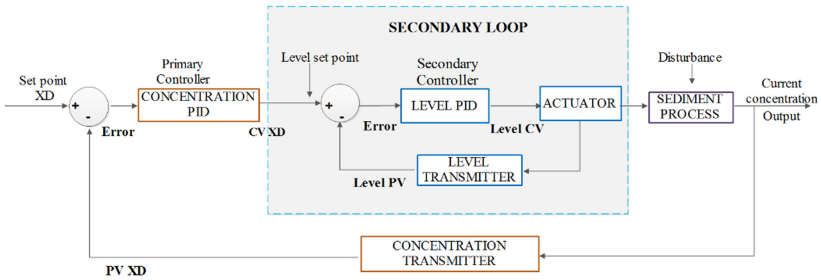 SECONDARY LOOP
Set point
XD
+
-
Error
Primary
Controller
CONCENTRATION
PID
CV XD
Level set point
+
-
Error
Secondary
Controller
LEVEL PID
Level CV
ACTUATOR
LEVEL
TRANSMITTER
Level PV
Disturbance
SEDIMENT
PROCESS
Current
concentration
Output
CONCENTRATION
TRANSMITTER
PV XD